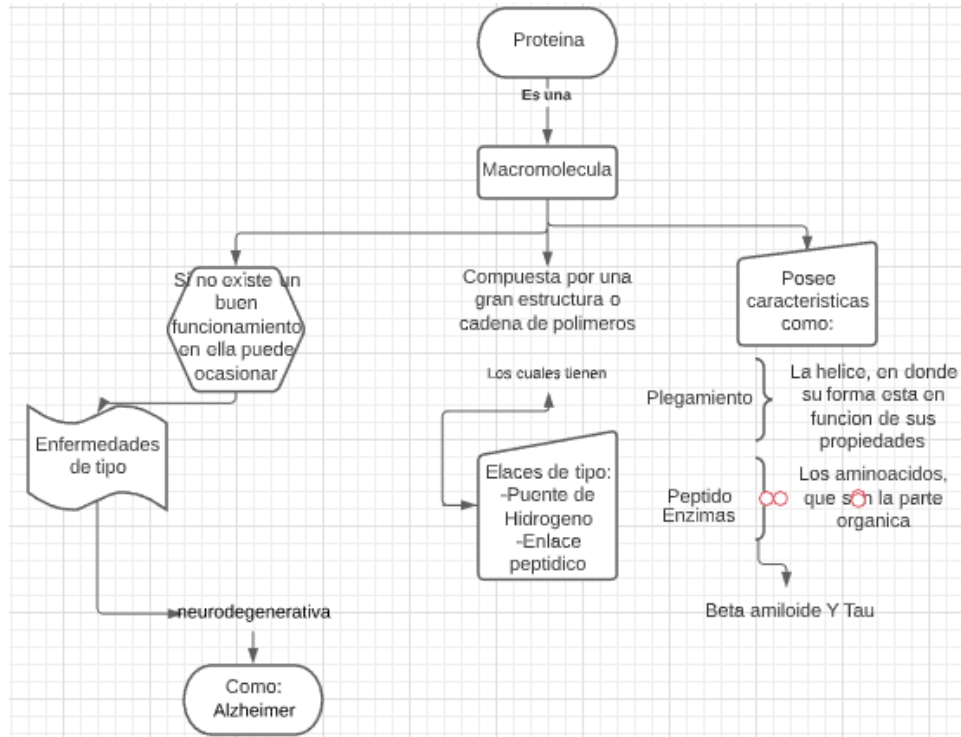 Proteina
Es una
Macromolecula
Si no existe un
buen
funcionamiento
en ella puede
ocasionar
Compuesta por una
gran estructura o
cadena de polimeros
Posee
caracteristicas
como:
Los cuales tienen
Plegamiento
La helice, en donde
su forma esta en
funcion de sus
propiedades
Enfermedades
de tipo
Elaces de tipo:
-Puente de
Hidrogeno
-Enlace
peptidico
Peptido
Enzimas
Los aminoacidos,
que son la parte
organica
Beta amiloide Y Tau
neurodegenerativa
Como:
Alzheimer